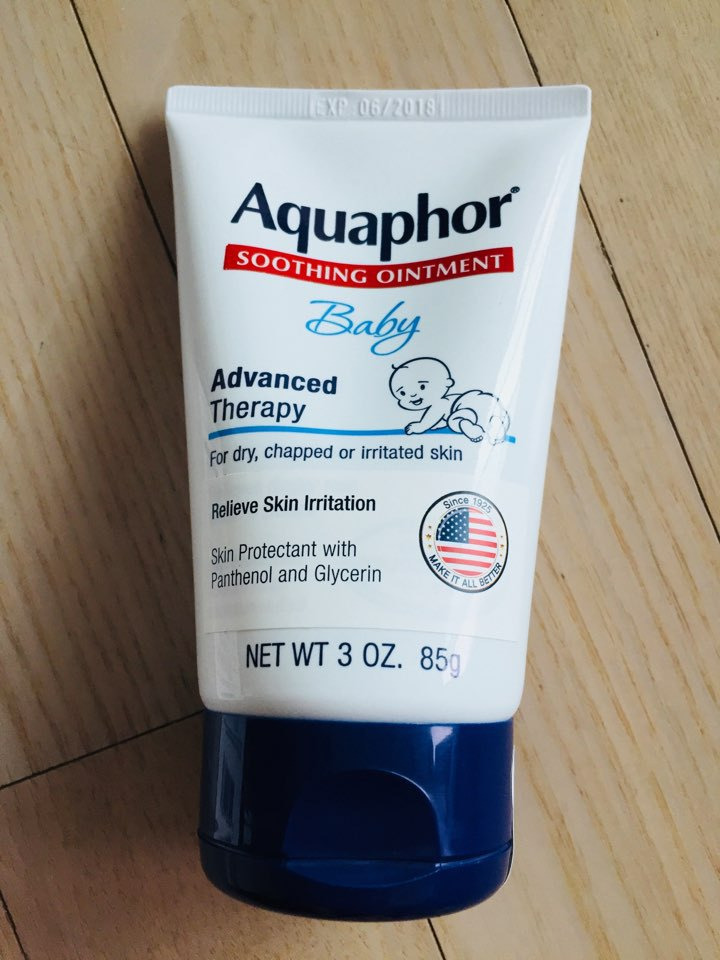 EXP 06/2018
Aquaphor®
SOOTHING OINTMENT
Baby
Advanced
Therapy
For dry, chapped or irritated skin
Relieve Skin Irritation
Skin Protectant with
Panthenol and Glycerin
Since 1925
MAKE IT ALL BETTER
NET WT 3 OZ. 85g